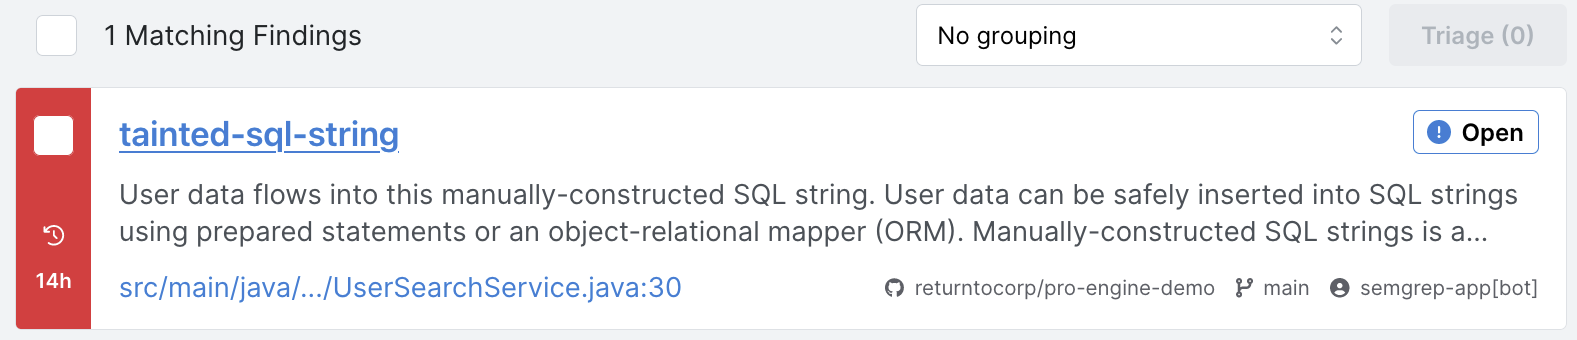 1 Matching Findings
No grouping
Triage (0)
tainted-sql-string
Open
User data flows into this manually-constructed SQL string. User data can be safely inserted into SQL strings
using prepared statements or an object-relational mapper (ORM). Manually-constructed SQL strings is a...
14h
src/main/java/.../UserSearchService.java:30
returntocorp/pro-engine-demo
main
semgrep-app[bot]